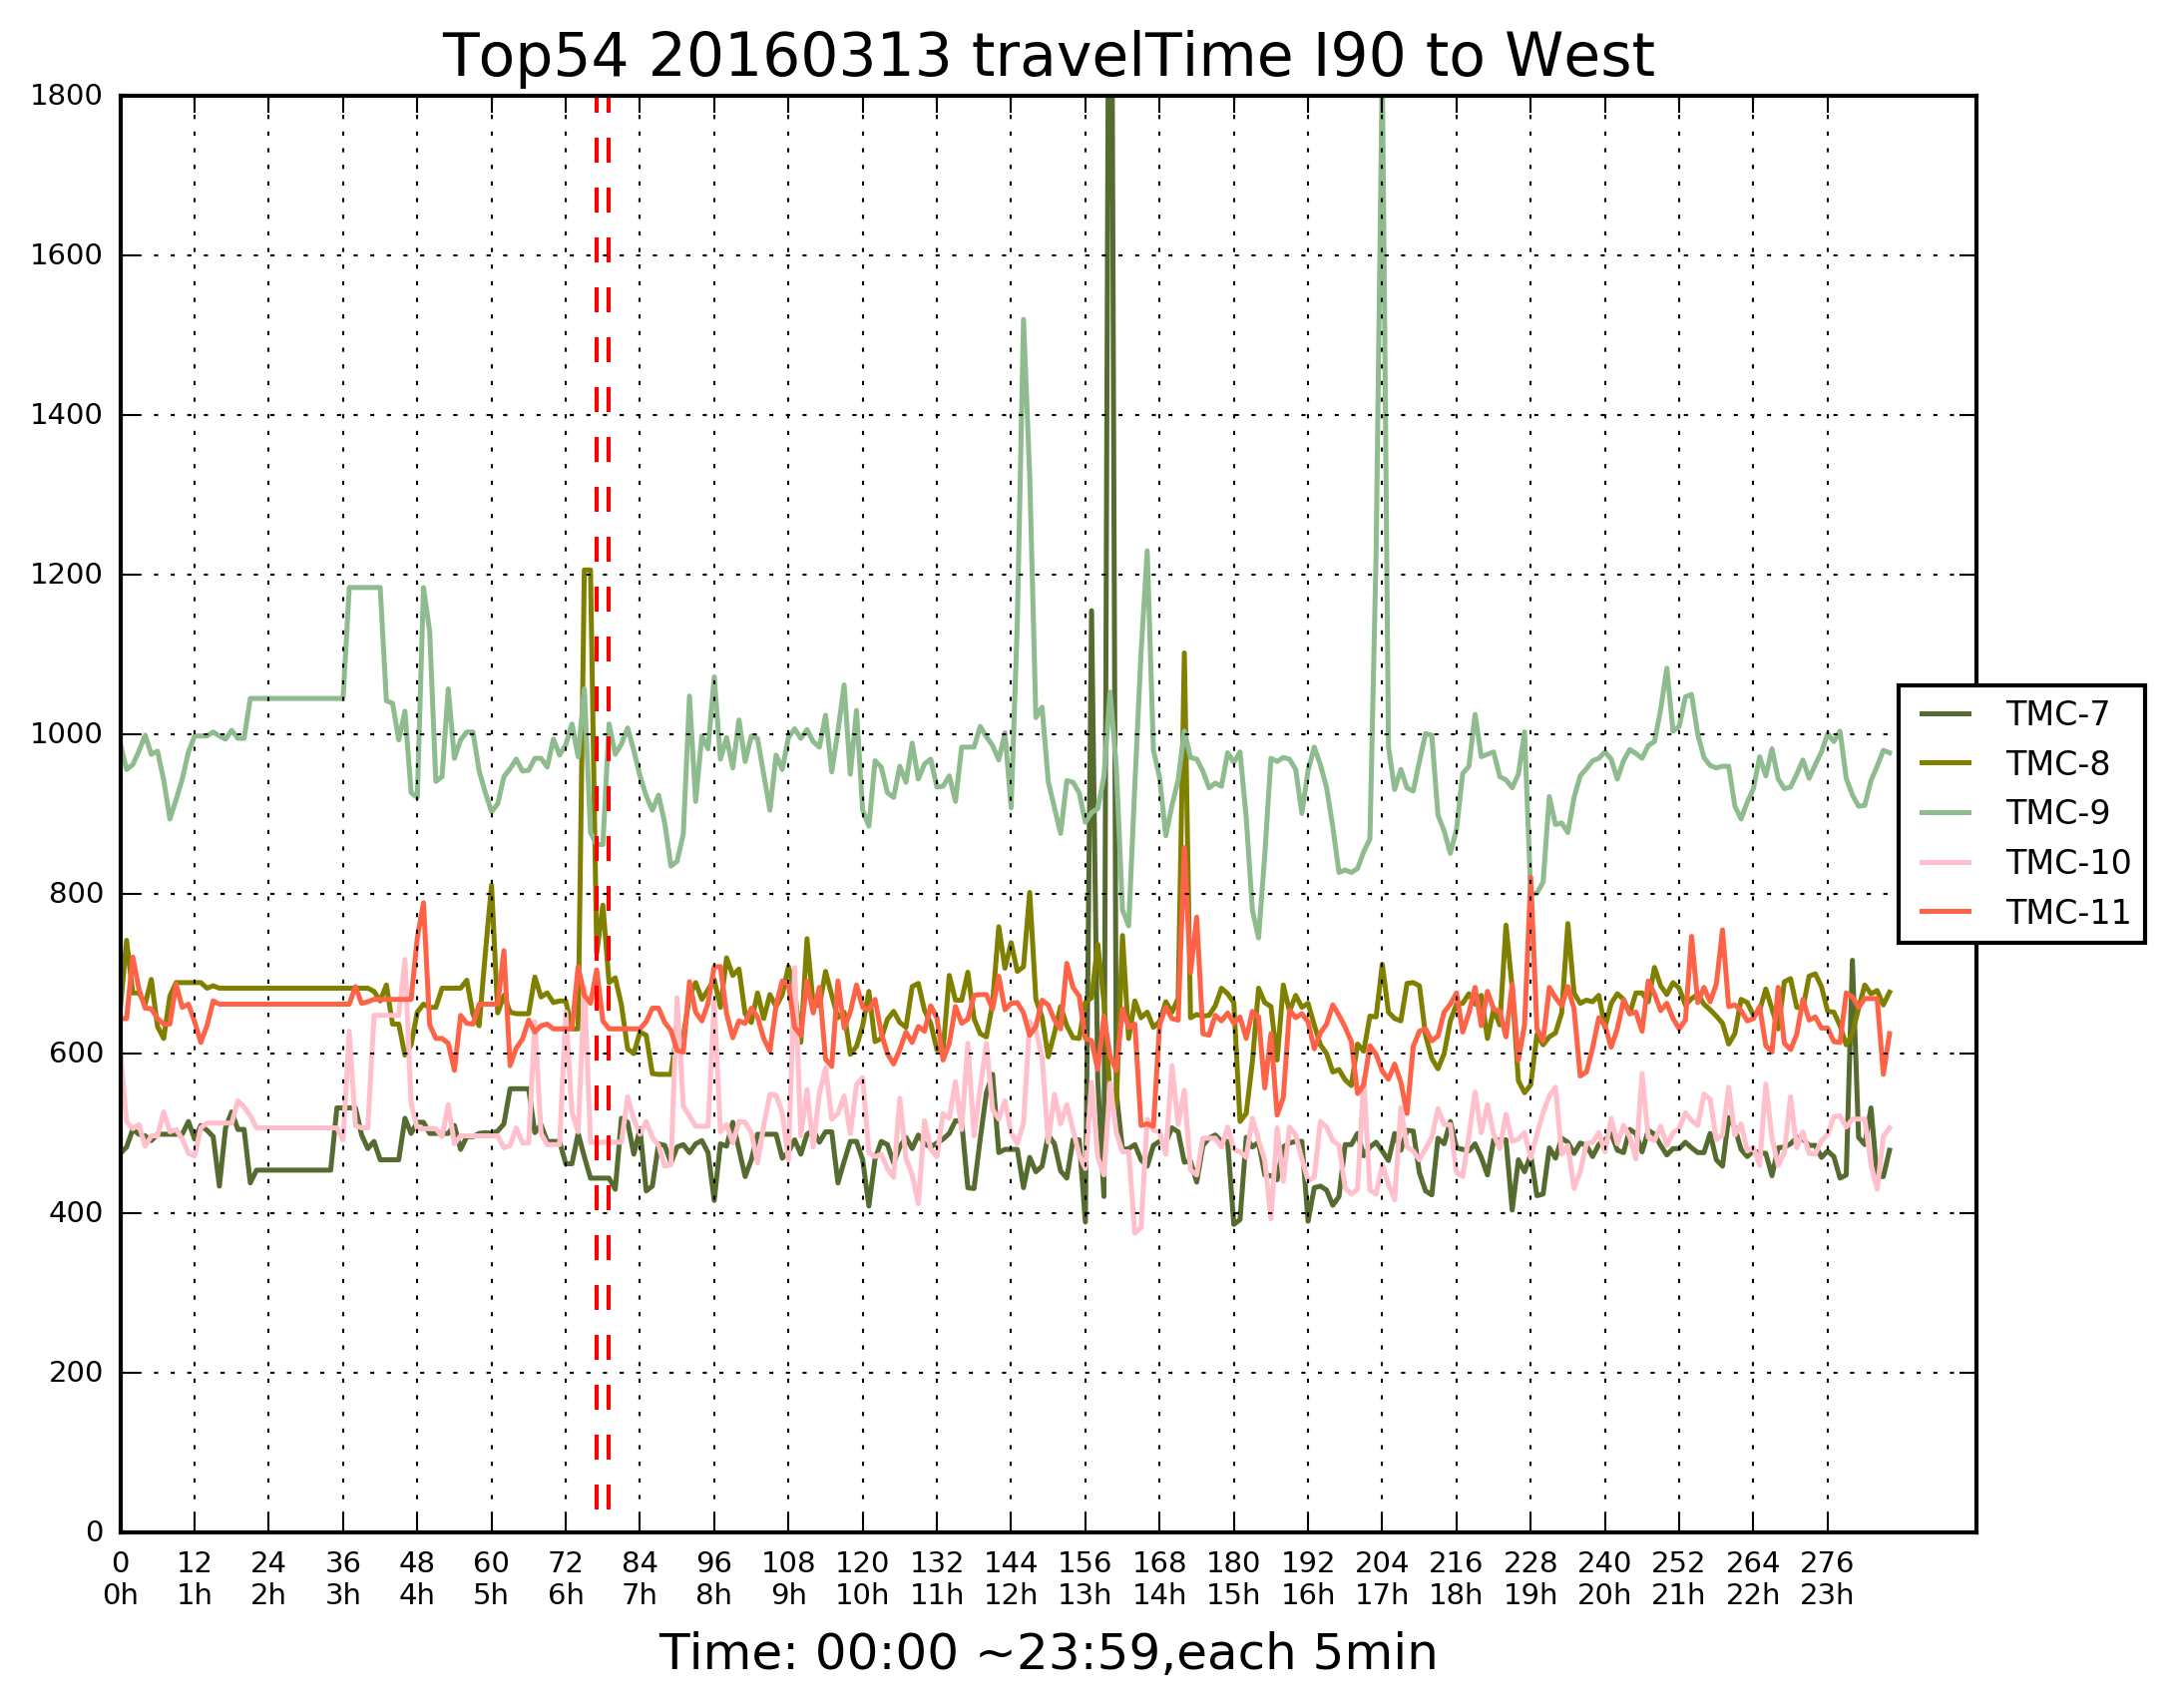 Top54 20160313 travelTime I90 to West
1800
1600
1400
1200
1000
800
600
400
200
0
TMC-7
TMC-8
TMC-9
TMC-10
TMC-11
0 12 24 36 48 60 72 84 96 108 120 132 144 156 168 180 192 204 216 228 240 252 264 276
0h 1h 2h 3h 4h 5h 6h 7h 8h 9h 10h 11h 12h 13h 14h 15h 16h 17h 18h 19h 20h 21h 22h 23h
Time: 00:00 ~23:59,each 5min